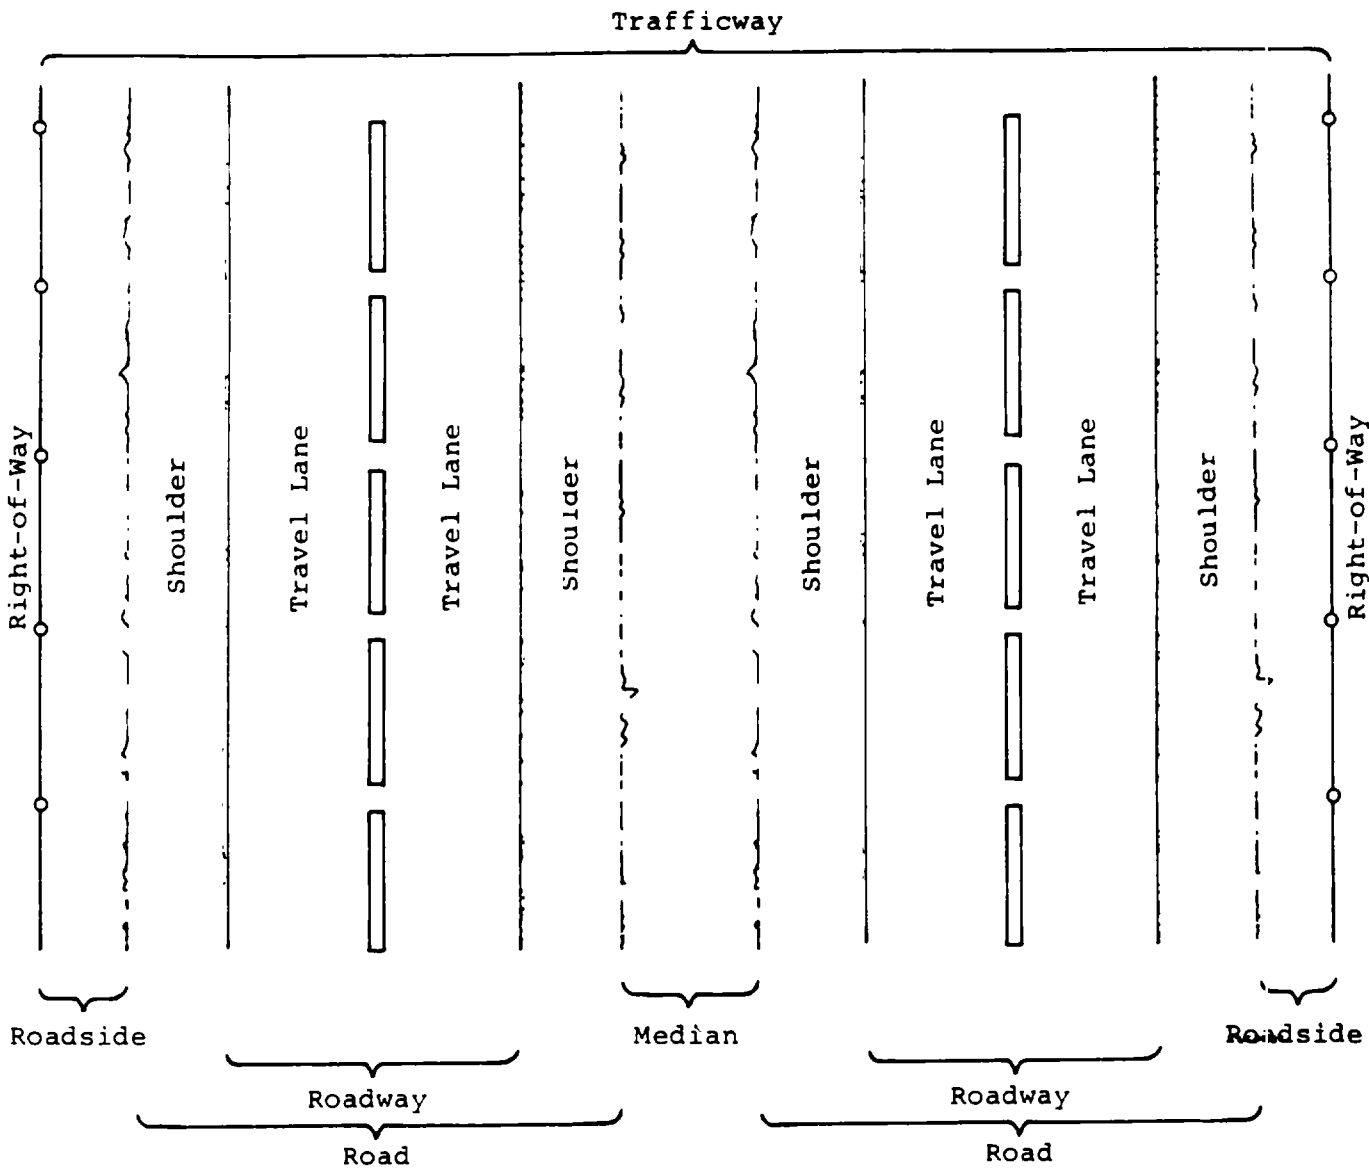 Trafficway
Right-of-Way
Shoulder
Travel Lane
Travel Lane
Shoulder
Shoulder
Travel Lane
Travel Lane
Shoulder
Right-of-Way
Roadside
Median
Roadside
Roadway
Roadway
Road
Road